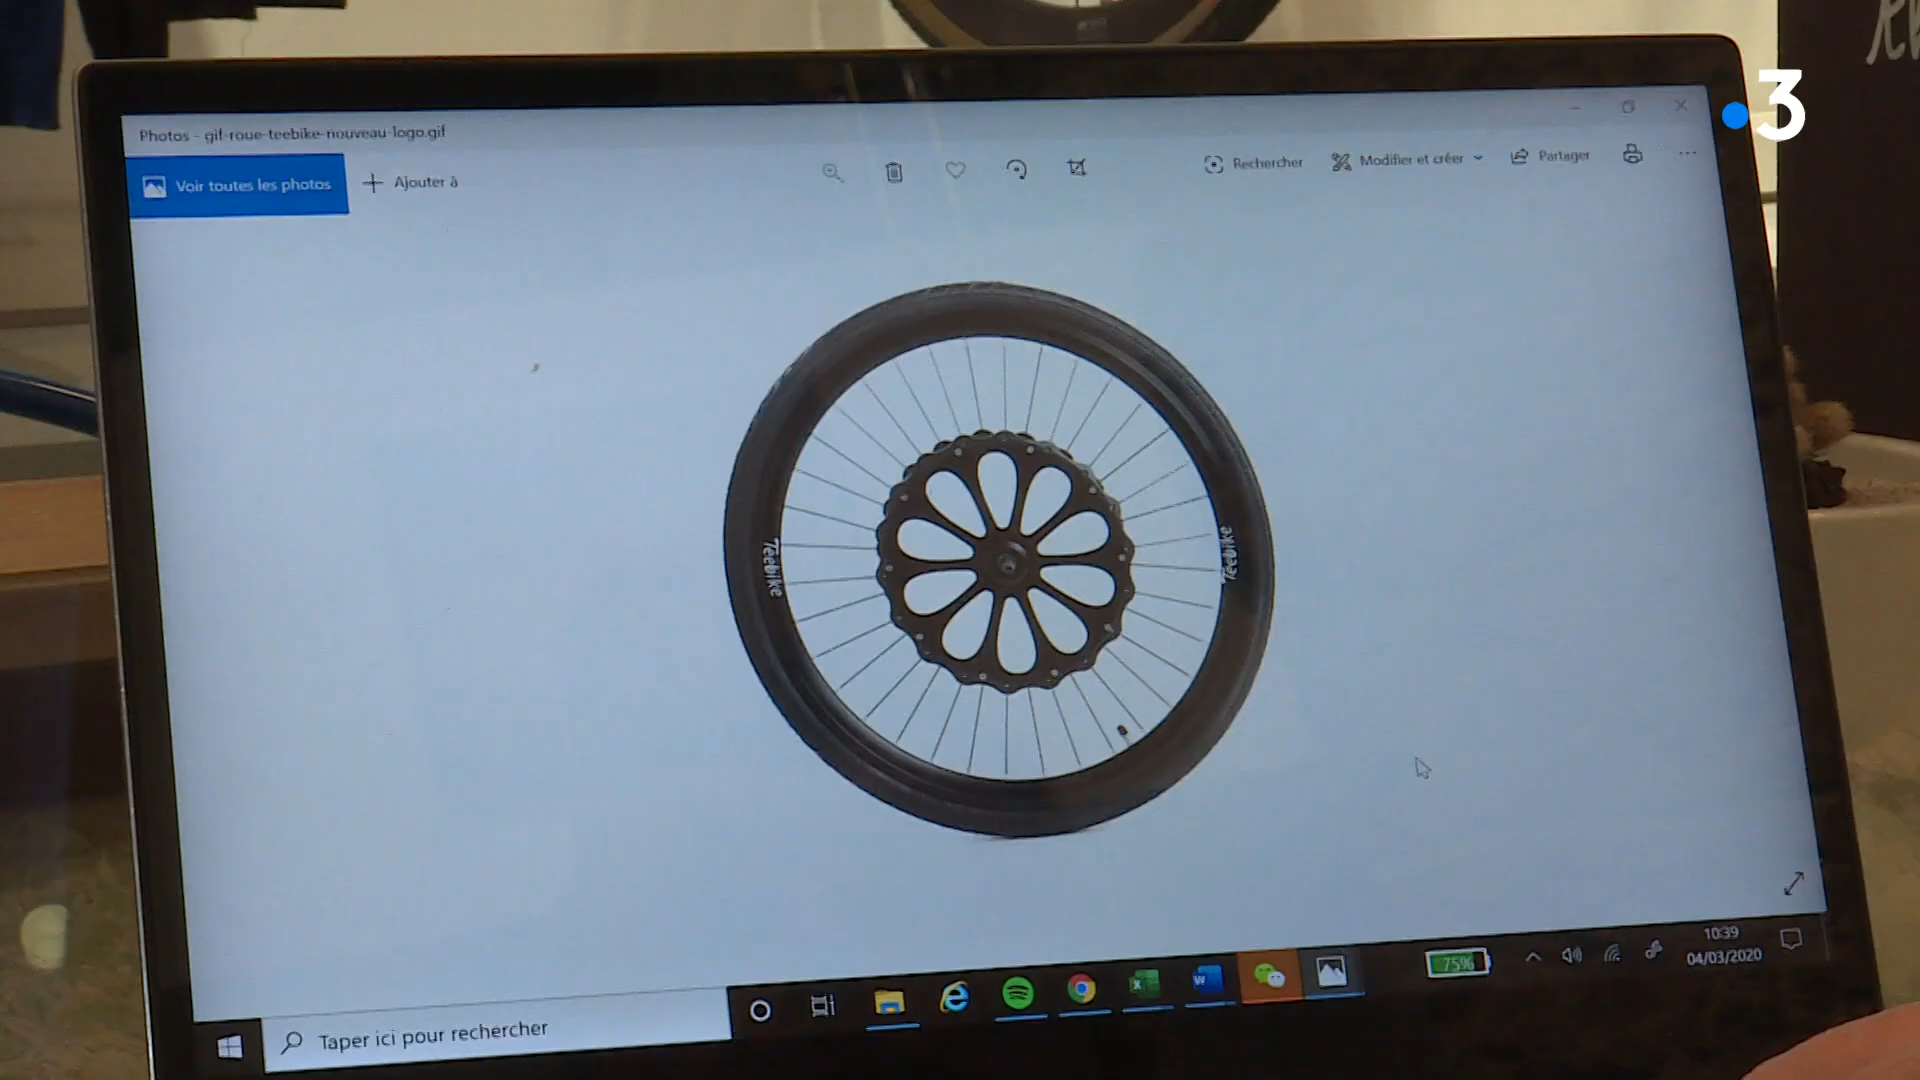 3
Photos - gif-roue-teebike-nouveau-logo.gif
Voir toutes les photos
Ajouter à
Rechercher
Modifier et créer
Partager
Teebike
Teebike
75%
10:39
04/03/2020
Taper ici pour rechercher